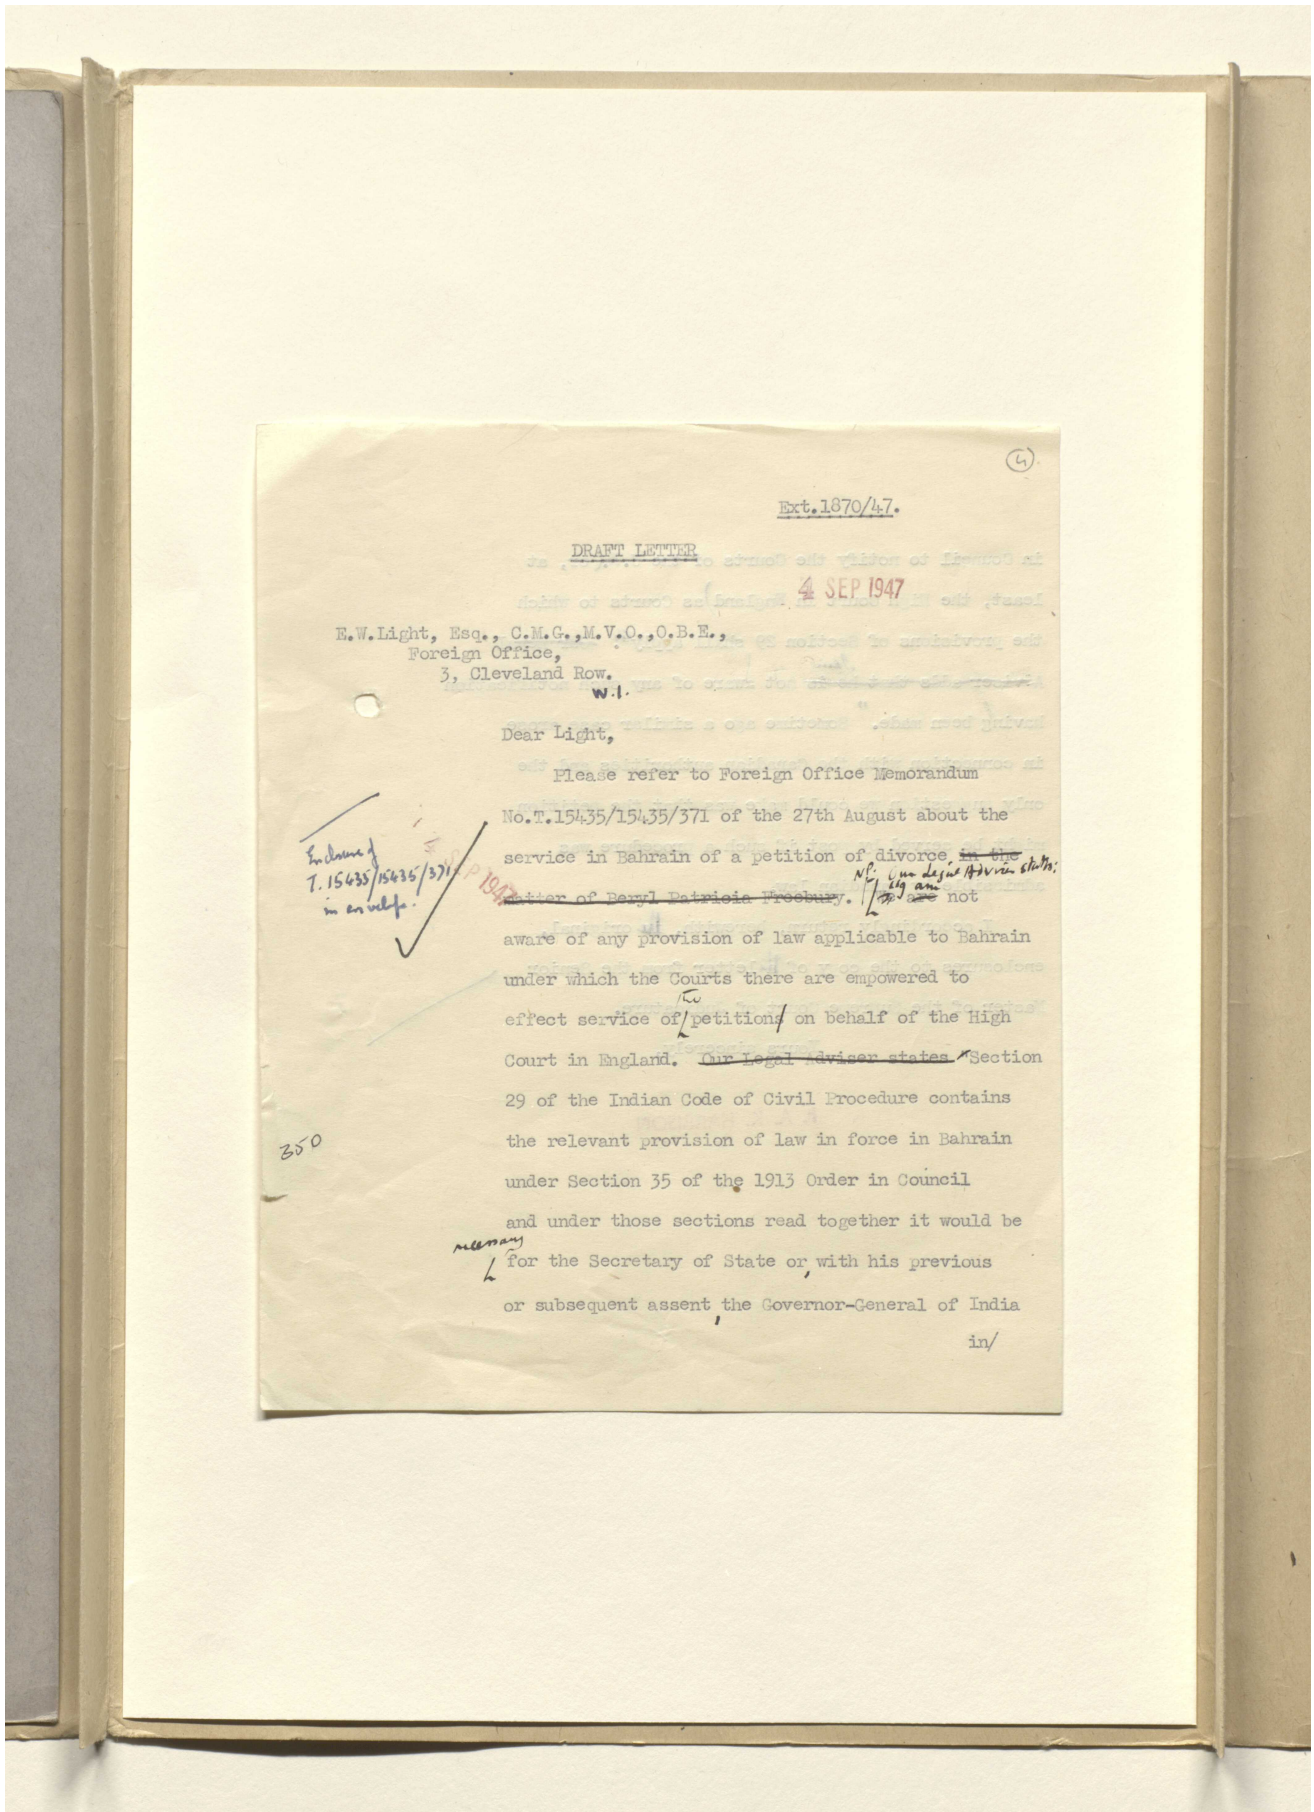 4
Ext.1870/47.
DRAFT LETTER
4 SEP 1947
E.W.Light, Esq., C.M.G.,M.V.O.,O.B.E.,
Foreign Office,
3, Cleveland Row.
W.1.
Dear Light,
Please refer to Foreign Office Memorandum
No.T.15435/15435/371 of the 27th August about the
service in Bahrain of a petition of divorce in the
Enclosure of
T.15435/15435/371
in envelope.
SEP 1947
NP. Our Legal Adviser states:
matter of Beryl Patricia Freebury. We are am not
aware of any provision of law applicable to Bahrain
under which the Courts there are empowered to
the
effect service of petitions on behalf of the High
Court in England. Our Legal Adviser states "Section
29 of the Indian Code of Civil Procedure contains
350
the relevant provision of law in force in Bahrain
under Section 35 of the 1913 Order in Council
and under those sections read together it would be
necessary
for the Secretary of State or, with his previous
or subsequent assent, the Governor-General of India
in/